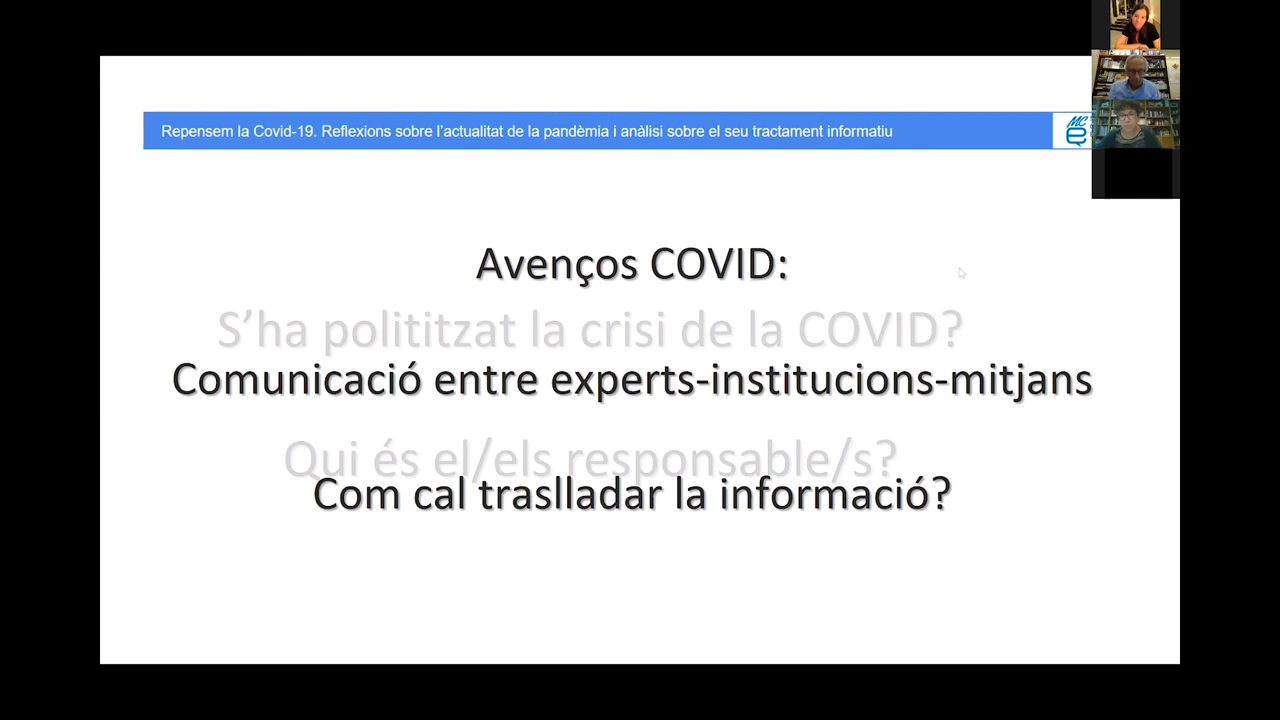 Repensem la Covid-19. Reflexions sobre l’actualitat de la pandèmia i anàlisi sobre el seu tractament informatiu
MC
Avenços COVID:
S’ha polititzat la crisi de la COVID?
Comunicació entre experts-institucions-mitjans
Qui és el/els responsable/s?
Com cal traslladar la informació?